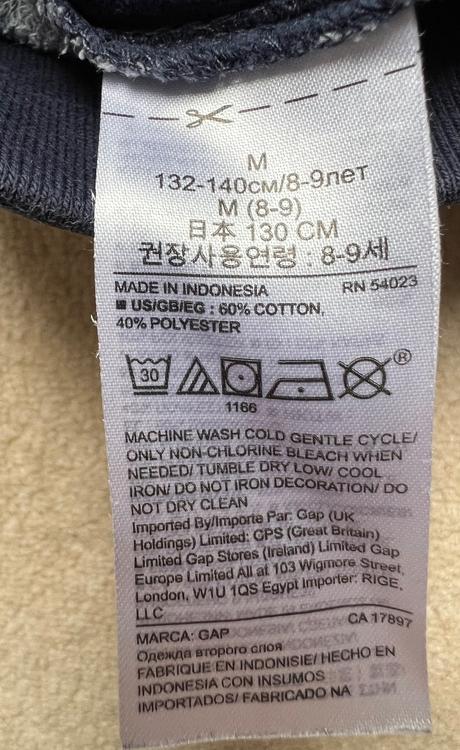 M
132-140см/8-9лет
M (8-9)
日本 130 CM
권장사용연령 : 8-9세
MADE IN INDONESIA RN 54023
■ US/GB/EG : 60% COTTON,
40% POLYESTER
30
®
1166
MACHINE WASH COLD GENTLE CYCLE/
ONLY NON-CHLORINE BLEACH WHEN
NEEDED/ TUMBLE DRY LOW/ COOL
IRON/ DO NOT IRON DECORATION/ DO
NOT DRY CLEAN
Imported By/Importe Par: Gap (UK
Holdings) Limited: GPS (Great Britain)
Limited Gap Stores (Ireland) Limited Gap
Europe Limited All at 103 Wigmore Street,
London, W1U 1QS Egypt Importer: RIGE,
LLC
CA 17897
MARCA: GAP
Одежда второго слоя
FABRIQUE EN INDONISIE/ HECHO EN
INDONESIA CON INSUMOS
IMPORTADOS/ FABRICADO NA